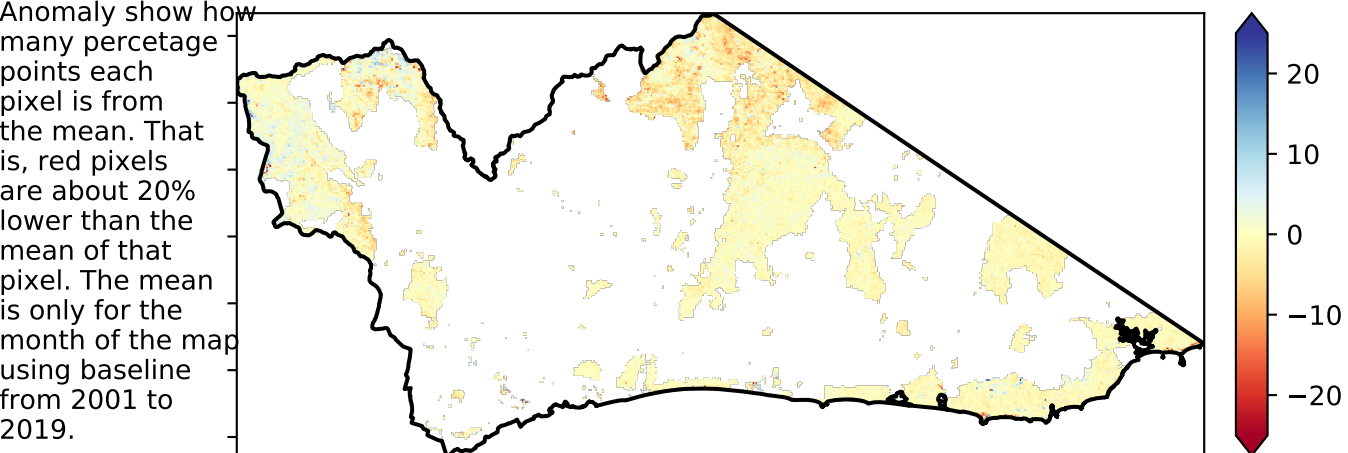 Anomaly show how
many percetage
points each
pixel is from
the mean. That
is, red pixels
are about 20%
lower than the
mean of that
pixel. The mean
is only for the
month of the map
using baseline
from 2001 to
2019.
20
10
0
−10
−20